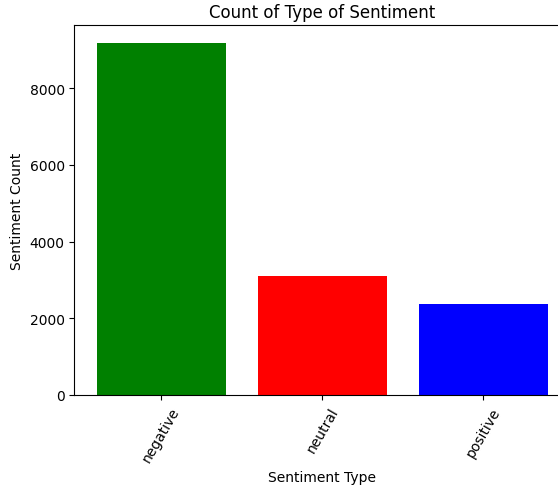 Count of Type of Sentiment
Sentiment Count
8000
6000
4000
2000
0
negative
neutral
positive
Sentiment Type